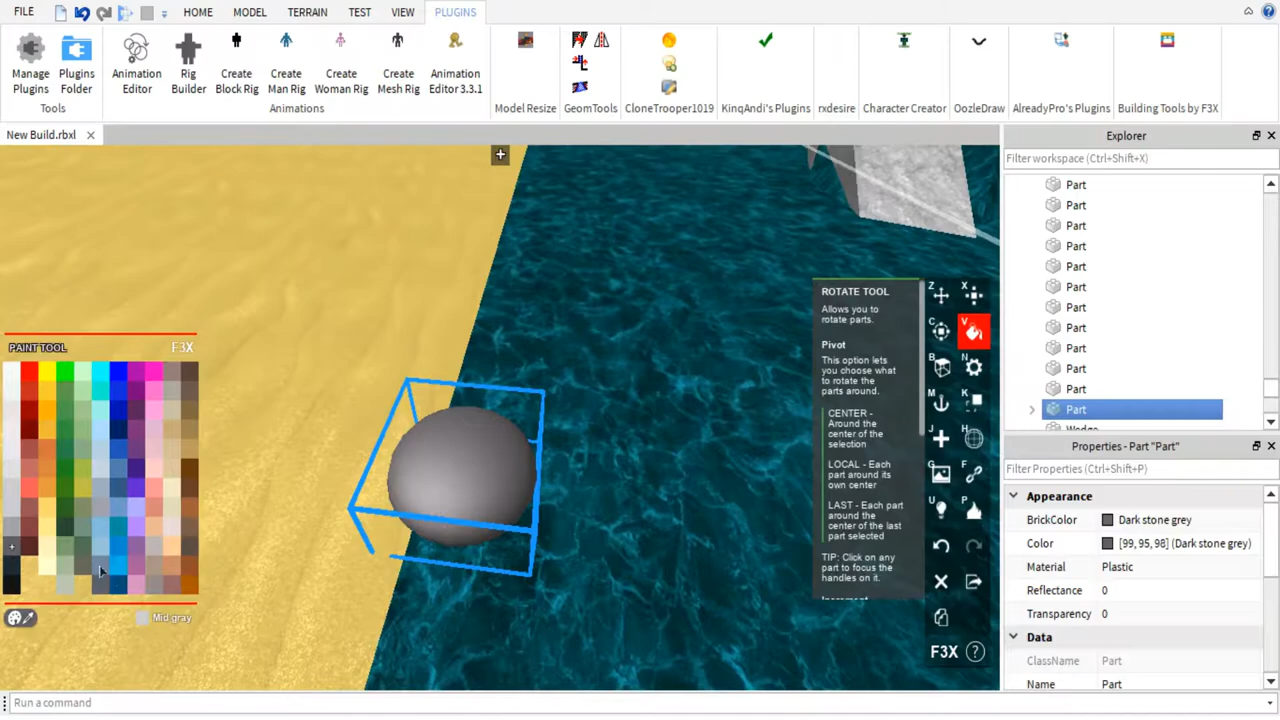 FILE HOME MODEL TERRAIN TEST VIEW PLUGINS
Manage Plugins
Plugins Folder
Tools
Animation Editor
Rig Builder
Create Block Rig
Create Man Rig
Create Woman Rig
Create Mesh Rig
Animation Editor 3.3.1
Animations
Model Resize
GeomTools
CloneTrooper1019
KinqAndi's Plugins
rxdesire
Character Creator
OozleDraw
AlreadyPro's Plugins
Building Tools by F3X
New Build.rbxl
PAINT TOOL F3X
Mid gray
ROTATE TOOL
Allows you to
rotate parts.
Pivot
This option lets
you choose what
to rotate the
parts around.
CENTER -
Around the
center of the
selection
LOCAL - Each
part around its
own center
LAST - Each part
around the
center of the last
part selected
TIP: Click on any
part to focus the
handles on it.
Increment
Z X
C V
B N
M K
J H
G F
U P
F3X ?
Explorer
Filter workspace (Ctrl+Shift+X)
Part
Part
Part
Part
Part
Part
Part
Part
Part
Part
Part
Part
Wedge
Properties - Part "Part"
Filter Properties (Ctrl+Shift+P)
Appearance
BrickColor Dark stone grey
Color [99, 95, 98] (Dark stone grey)
Material Plastic
Reflectance 0
Transparency 0
Data
ClassName Part
Name Part
Run a command